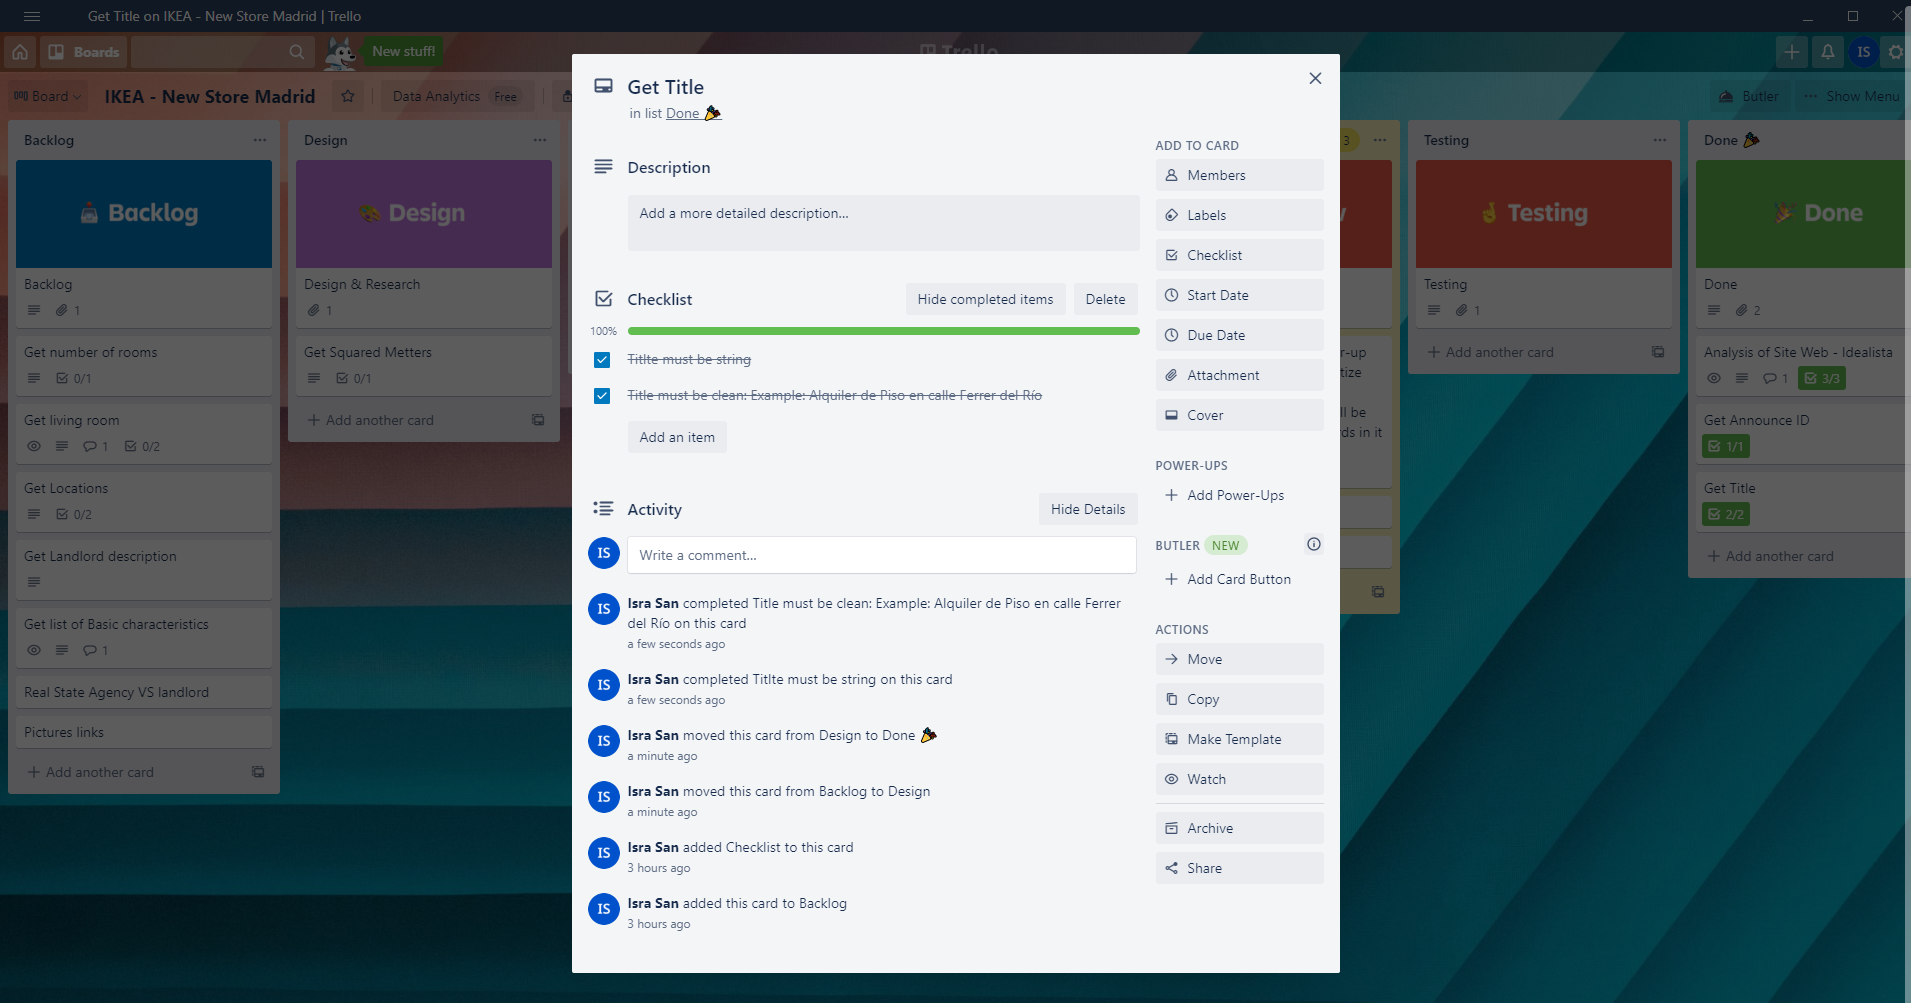 Get Title on IKEA - New Store Madrid | Trello
Boards
New stuff!
Trello
IS
Board
IKEA - New Store Madrid
Data Analytics
Free
Butler
Show Menu
Backlog
Backlog
Backlog
1
Get number of rooms
0/1
Get living room
1 0/2
Get Locations
0/2
Get Landlord description
Get list of Basic characteristics
1
Real State Agency VS landlord
Pictures links
Add another card
Design
Design
Design & Research
1
Get Squared Metters
0/1
Add another card
Get Title
in list Done
Description
Add a more detailed description...
Checklist
Hide completed items
Delete
100%
Titlte must be string
Title must be clean: Example: Alquiler de Piso en calle Ferrer del Río
Add an item
Activity
Hide Details
IS
Write a comment...
IS
Isra San completed Title must be clean: Example: Alquiler de Piso en calle Ferrer
del Río on this card
a few seconds ago
IS
Isra San completed Titlte must be string on this card
a few seconds ago
IS
Isra San moved this card from Design to Done
a minute ago
IS
Isra San moved this card from Backlog to Design
a minute ago
IS
Isra San added Checklist to this card
3 hours ago
IS
Isra San added this card to Backlog
3 hours ago
ADD TO CARD
Members
Labels
Checklist
Start Date
Due Date
Attachment
Cover
POWER-UPS
Add Power-Ups
BUTLER NEW
Add Card Button
ACTIONS
Move
Copy
Make Template
Watch
Archive
Share
3
Testing
Testing
Testing
1
Add another card
Done
Done
Done
2
Analysis of Site Web - Idealista
1 3/3
Get Announce ID
1/1
Get Title
2/2
Add another card